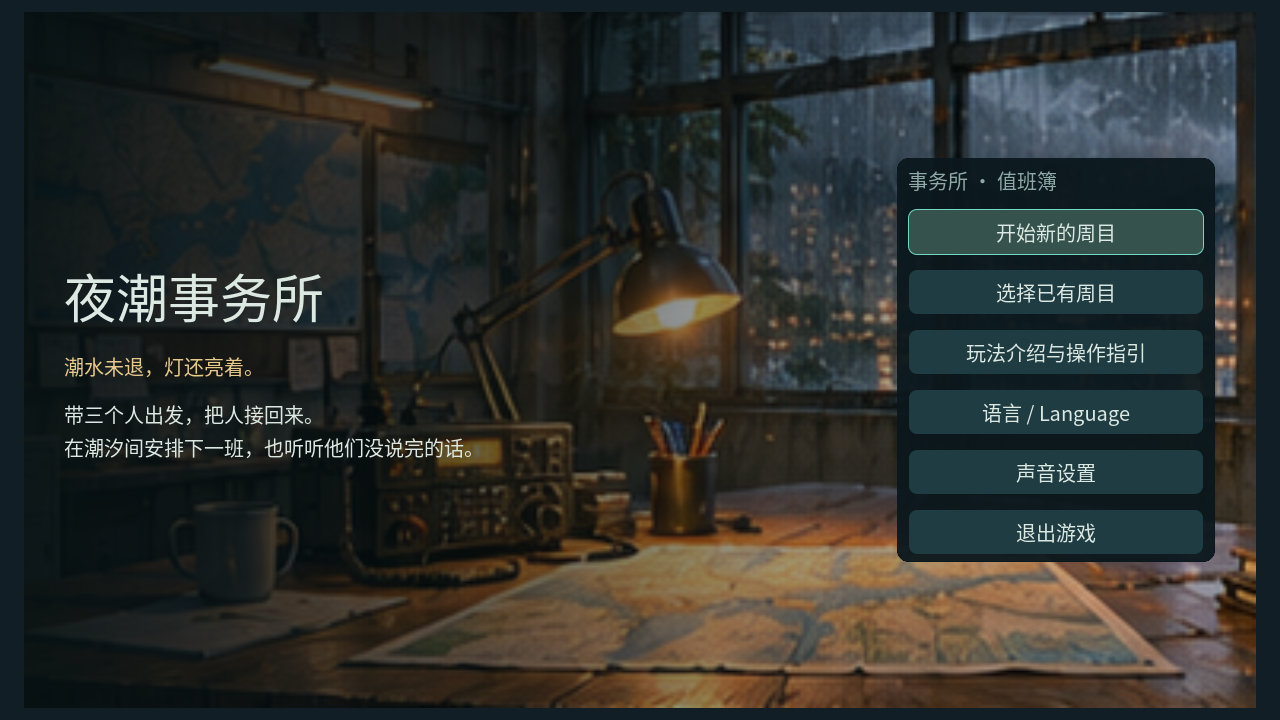 夜潮事务所
潮水未退，灯还亮着。
带三个人出发，把人接回来。
在潮汐间安排下一班，也听听他们没说完的话。
事务所 · 值班簿
开始新的周目
选择已有周目
玩法介绍与操作指引
语言 / Language
声音设置
退出游戏